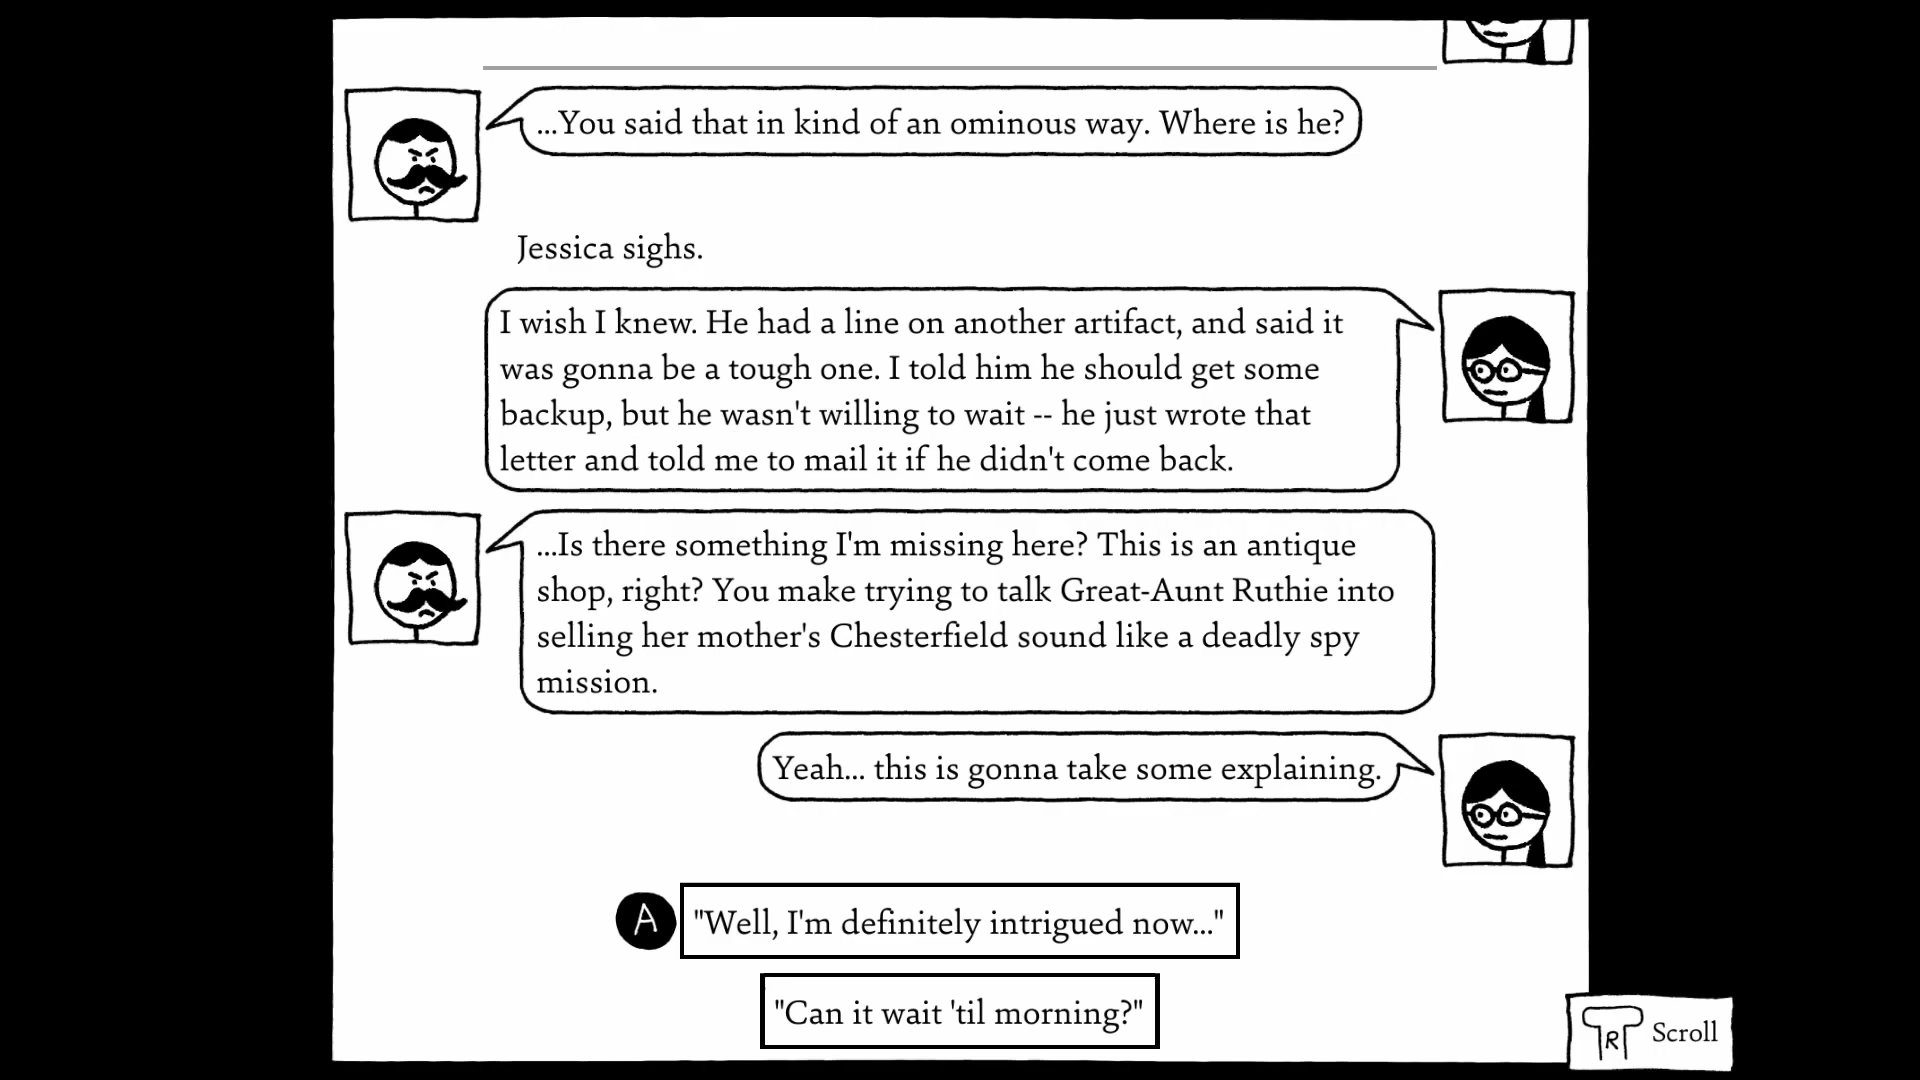 ...You said that in kind of an ominous way. Where is he?
Jessica sighs.
I wish I knew. He had a line on another artifact, and said it
was gonna be a tough one. I told him he should get some
backup, but he wasn't willing to wait -- he just wrote that
letter and told me to mail it if he didn't come back.
...Is there something I'm missing here? This is an antique
shop, right? You make trying to talk Great-Aunt Ruthie into
selling her mother's Chesterfield sound like a deadly spy
mission.
Yeah... this is gonna take some explaining.
A "Well, I'm definitely intrigued now..."
"Can it wait 'til morning?"
R Scroll